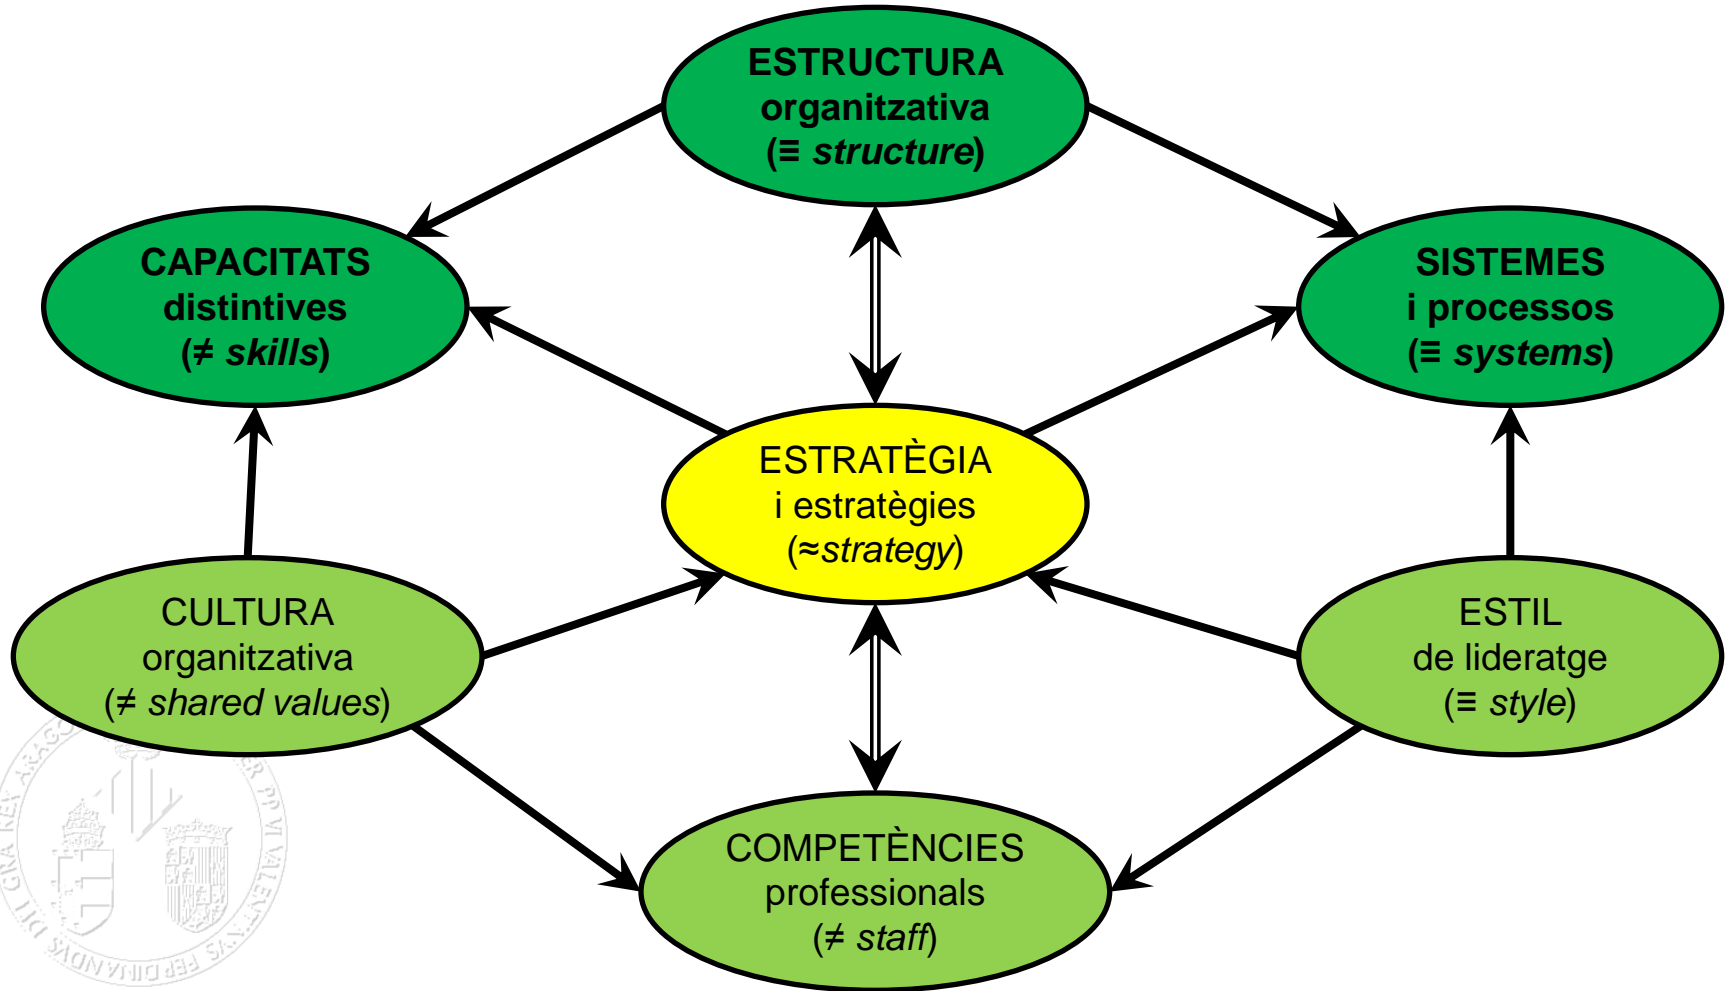 ESTRUCTURA
organitzativa
(≡ structure)
CAPACITATS
distintives
(≠ skills)
SISTEMES
i processos
(≡ systems)
ESTRATÈGIA
i estratègies
(≈strategy)
CULTURA
organitzativa
(≠ shared values)
ESTIL
de lideratge
(≡ style)
COMPETÈNCIES
professionals
(≠ staff)